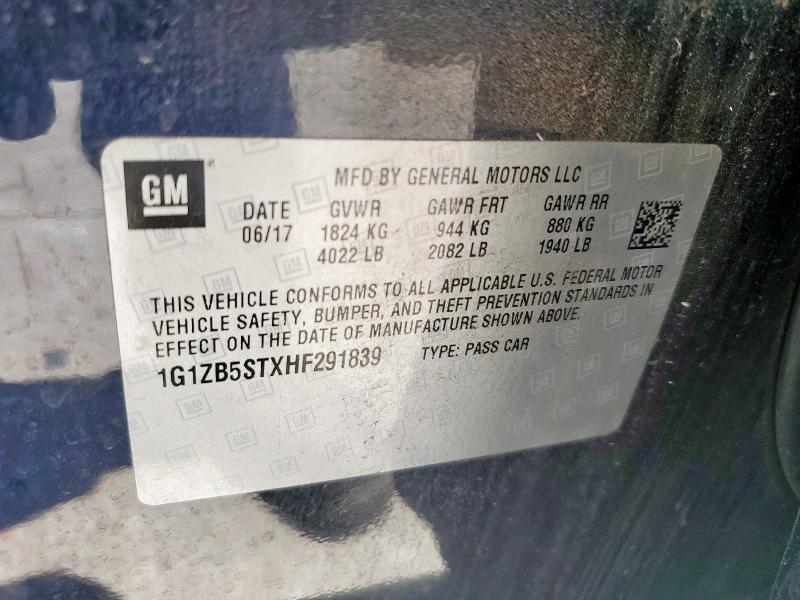 GM®
MFD BY GENERAL MOTORS LLC
DATE GVWR GAWR FRT GAWR RR
06/17 1824 KG 944 KG 880 KG
4022 LB 2082 LB 1940 LB
THIS VEHICLE CONFORMS TO ALL APPLICABLE U.S. FEDERAL MOTOR
VEHICLE SAFETY, BUMPER, AND THEFT PREVENTION STANDARDS IN
EFFECT ON THE DATE OF MANUFACTURE SHOWN ABOVE.
1G1ZB5STXHF291839 TYPE: PASS CAR